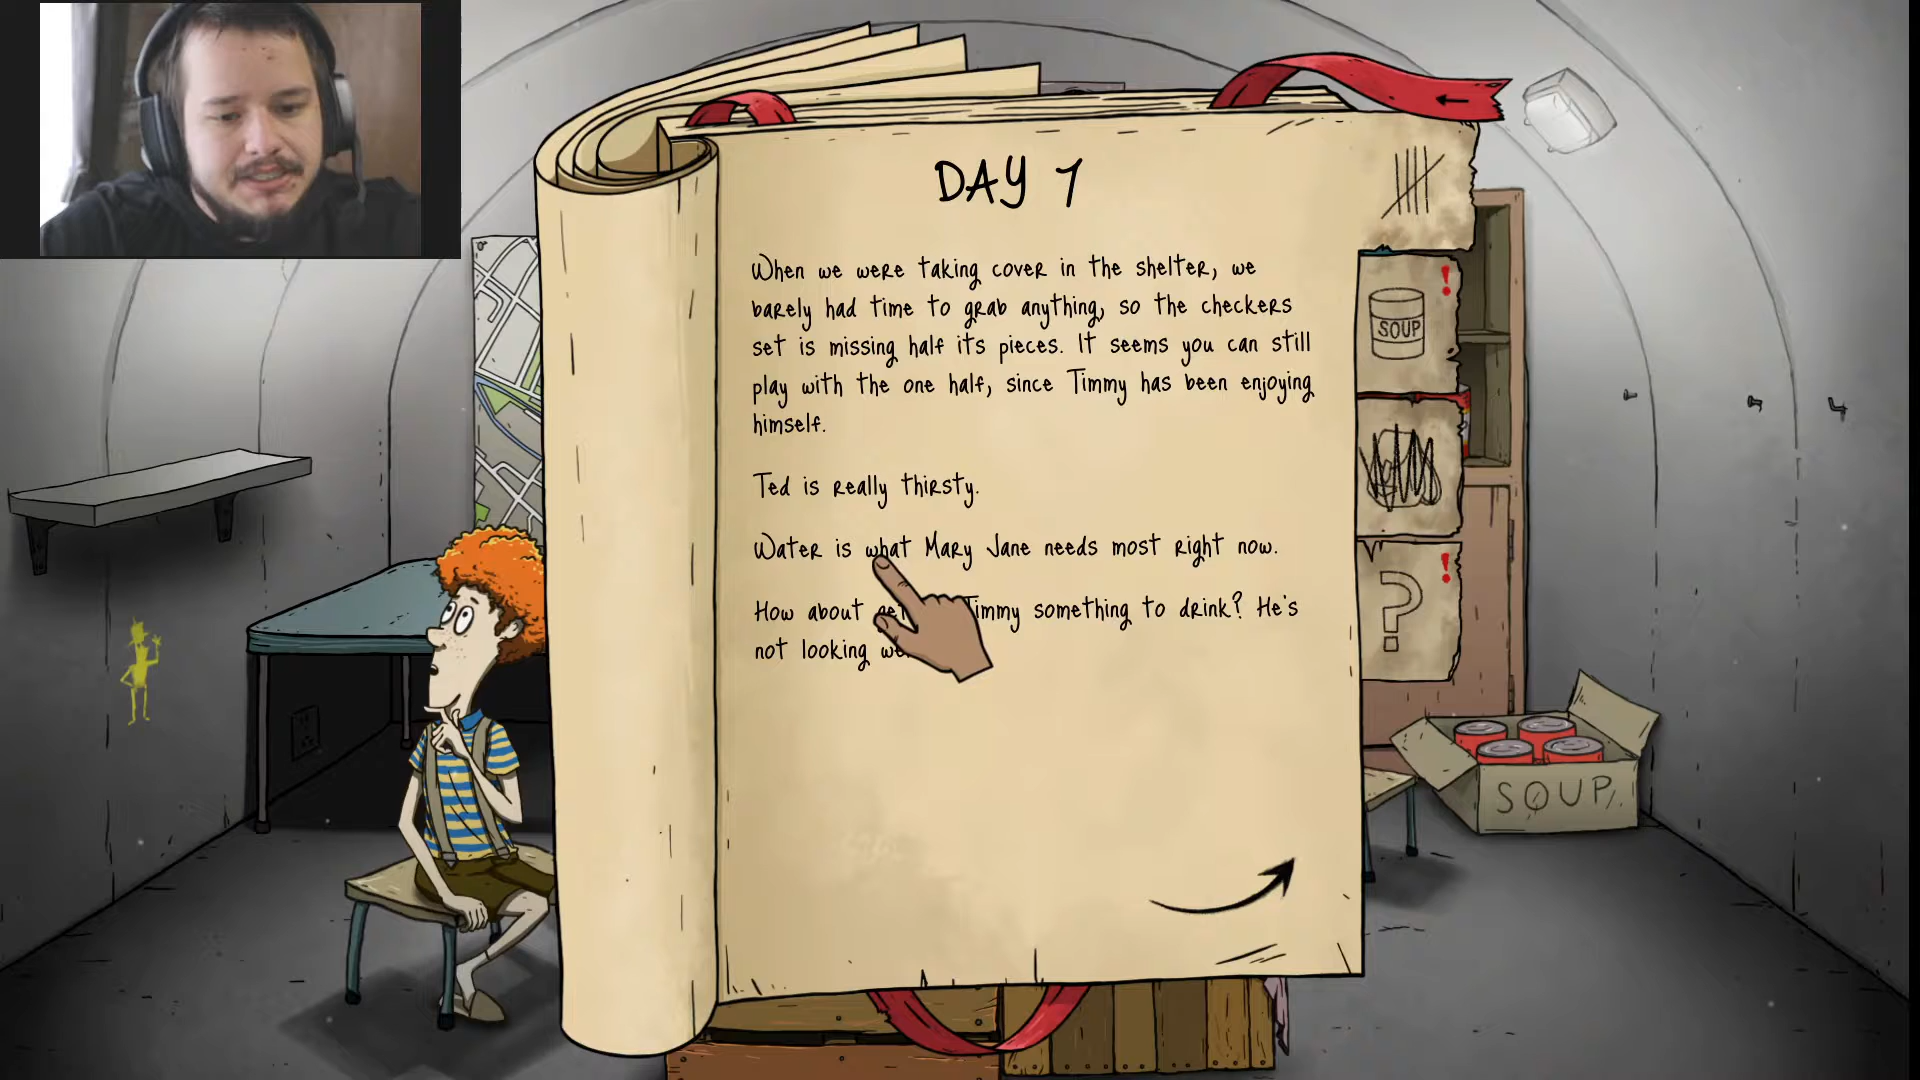 DAY 7
When we were taking cover in the shelter, we
barely had time to grab anything, so the checkers
set is missing half its pieces. It seems you can still
play with the one half, since Timmy has been enjoying
himself.
Ted is really thirsty.
Water is what Mary Jane needs most right now.
How about Timmy something to drink? He's
not looking
!
SOUP
!
?
SOUP